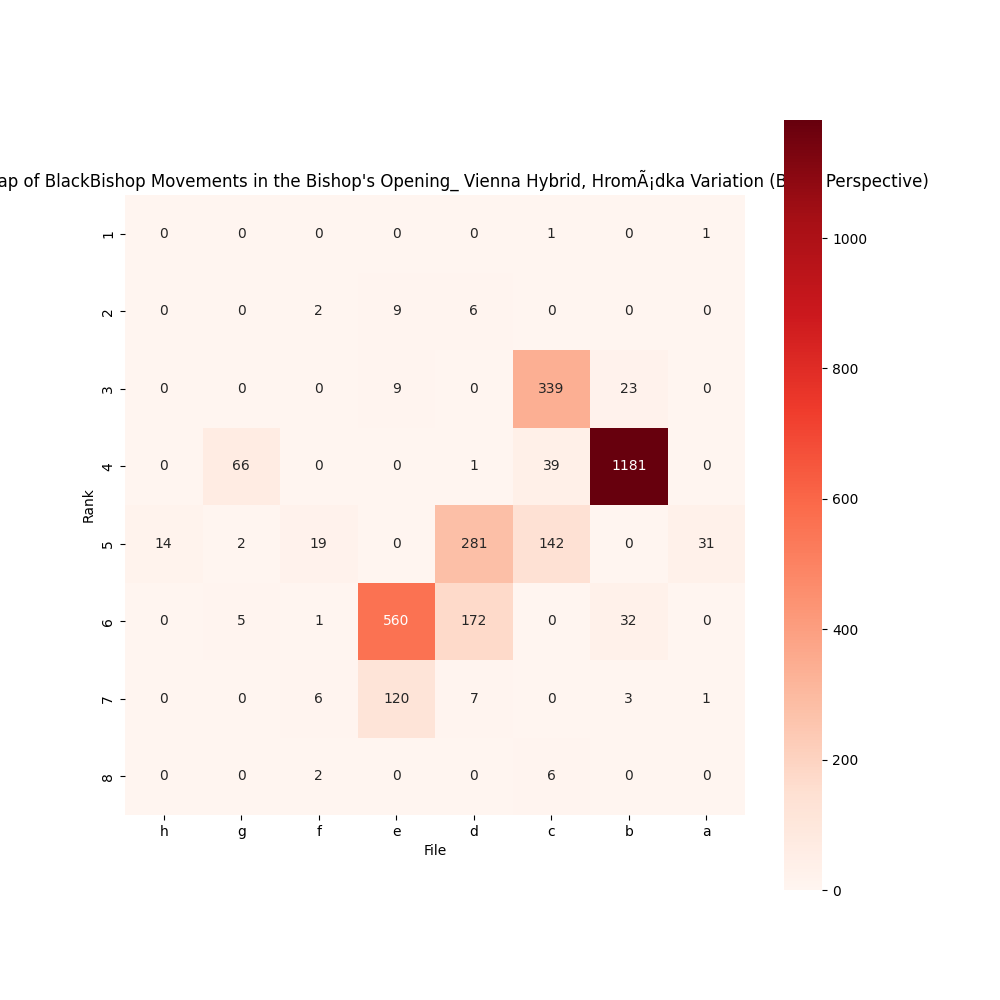 ap of BlackBishop Movements in the Bishop's Opening_ Vienna Hybrid, HromÃ¡dka Variation (B Perspective)
1 0 0 0 0 0 1 0 1
2 0 0 2 9 6 0 0 0
3 0 0 0 9 0 339 23 0
4 0 66 0 0 1 39 1181 0
5 14 2 19 0 281 142 0 31
6 0 5 1 560 172 0 32 0
7 0 0 6 120 7 0 3 1
8 0 0 2 0 0 6 0 0
h g f e d c b a
File
Rank
1000
800
600
400
200
0